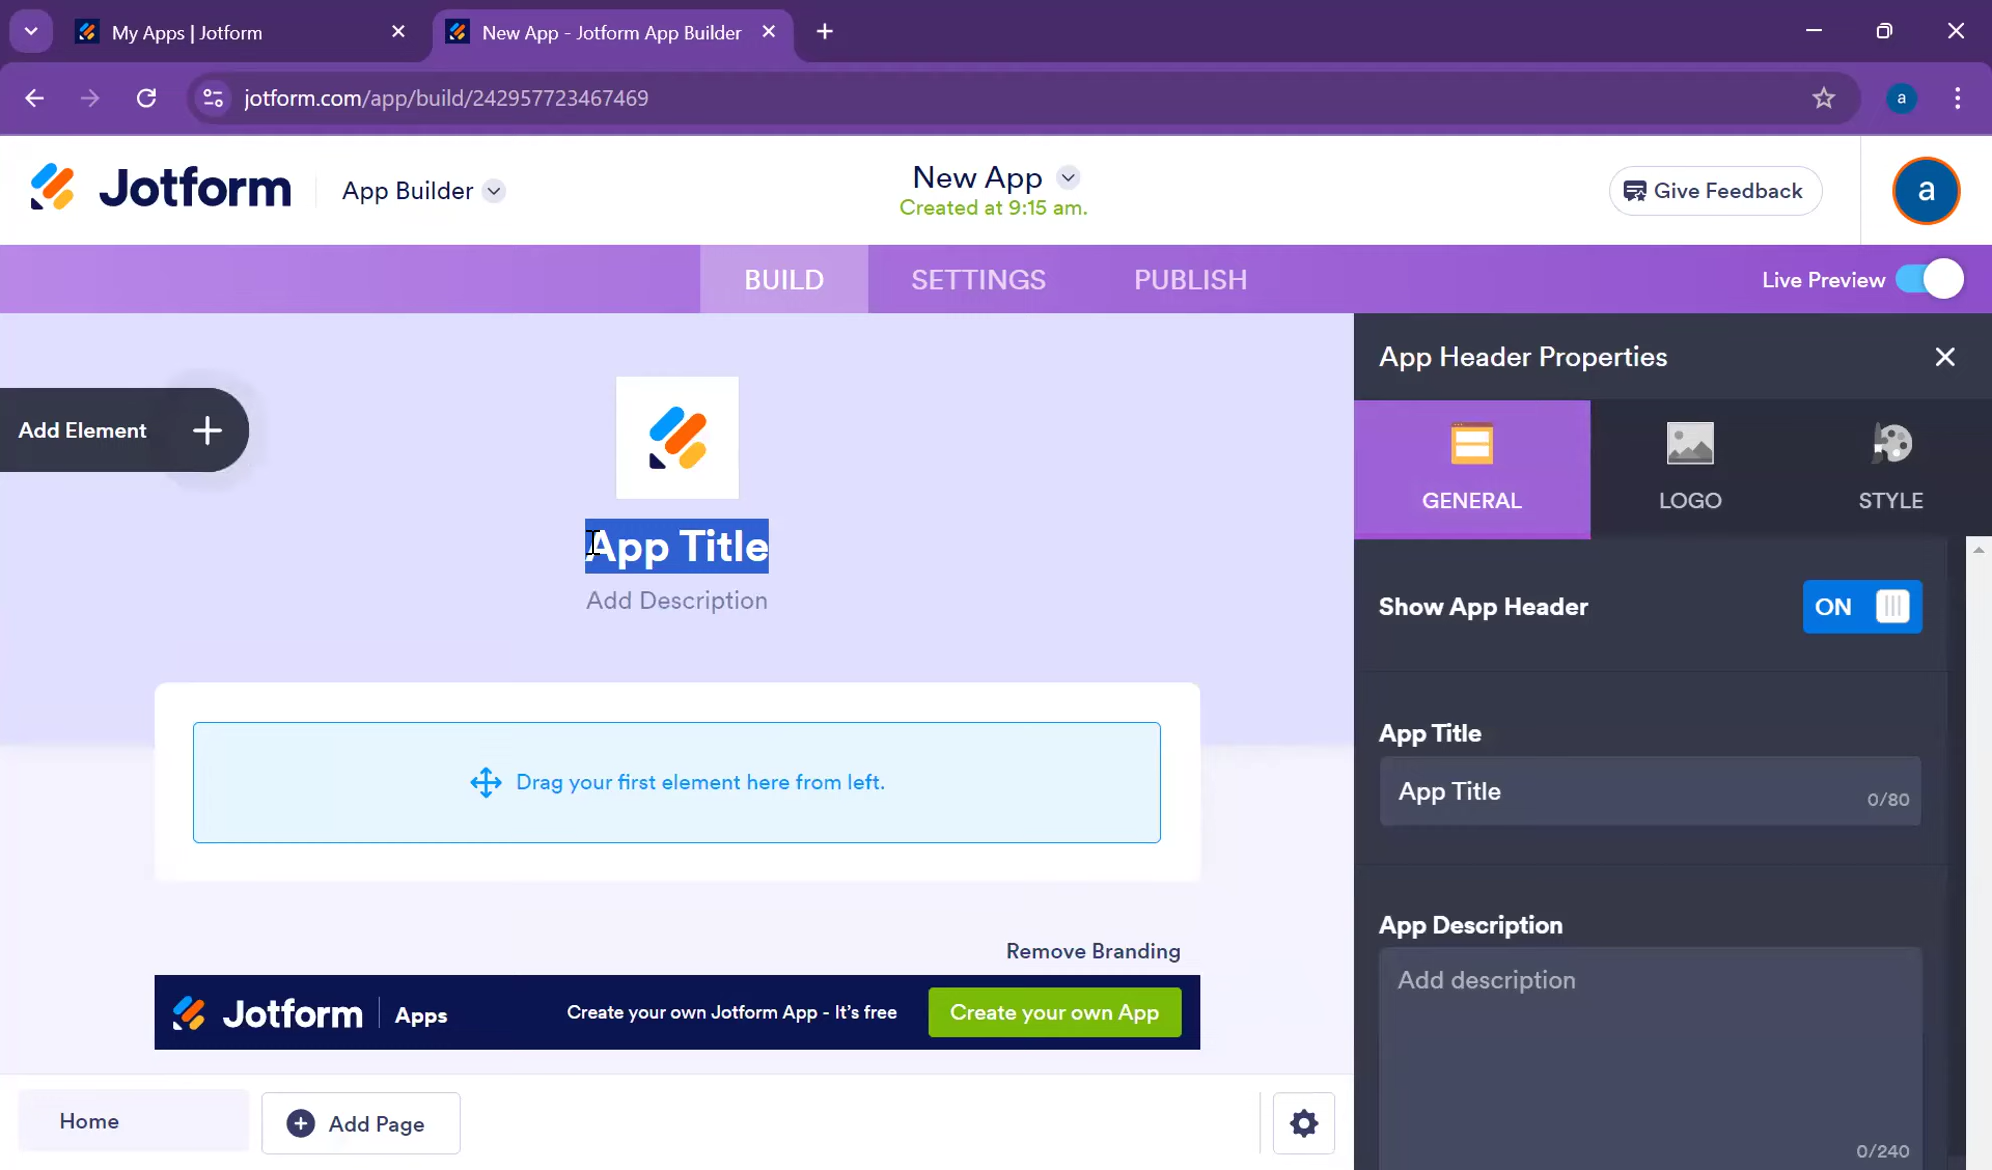 My Apps | Jotform
New App - Jotform App Builder
jotform.com/app/build/242957723467469
a
Jotform
App Builder
New App
Created at 9:15 am.
Give Feedback
a
BUILD
SETTINGS
PUBLISH
Live Preview
Add Element
App Title
Add Description
Drag your first element here from left.
Remove Branding
Jotform
Apps
Create your own Jotform App - It's free
Create your own App
Home
Add Page
App Header Properties
GENERAL
LOGO
STYLE
Show App Header
ON
App Title
App Title
0/80
App Description
Add description
0/240